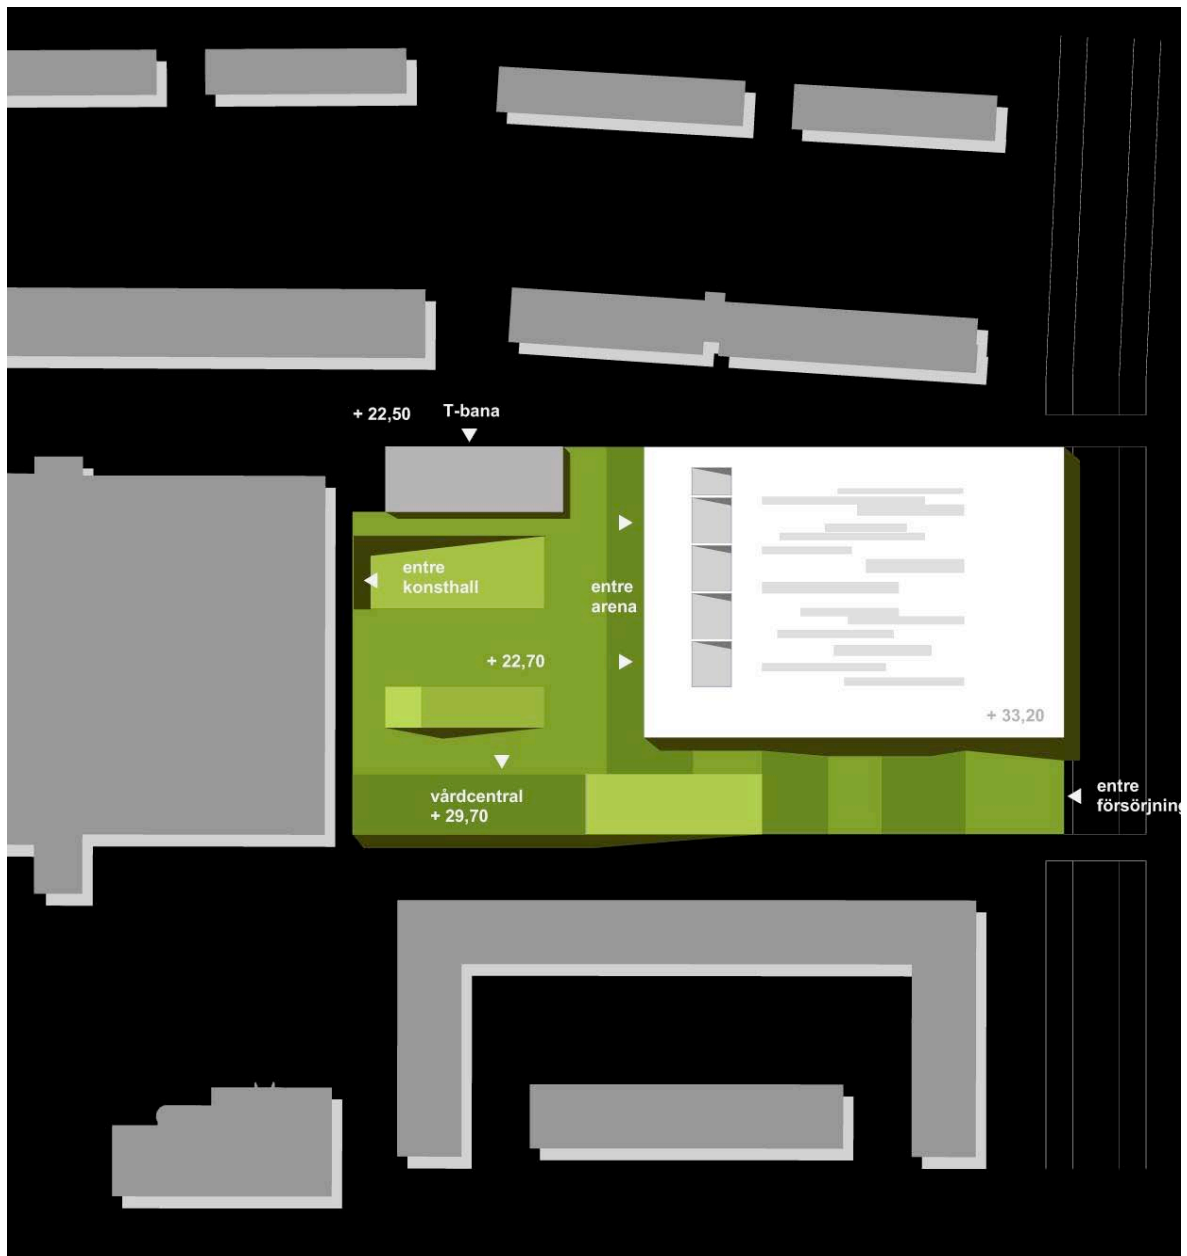 + 22,50
T-bana
entre
konsthall
entre
arena
+ 22,70
+ 33,20
vårdcentral
+ 29,70
entre
försörjning